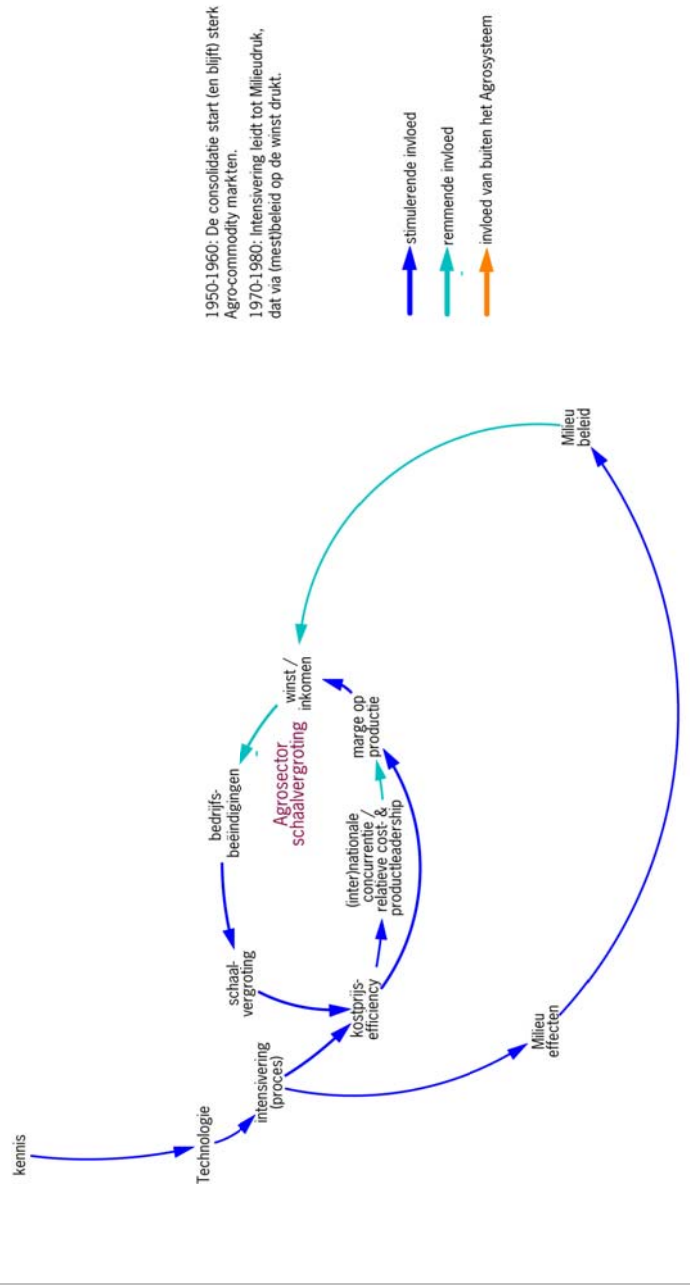 kennis
Technologie
intensivering
(proces)
schaal-
vergroting
bedrijfs-
beëindigingen
Agrosector
schaalvergroting
winst /
inkomen
kostprijs-
efficiency
(inter)nationale
concurrentie /
relatieve cost- &
productleadership
marge op
productie
Milieu
effecten
Milieu
beleid
1950-1960: De consolidatie start (en blijft) sterk
Agro-commodity markten.
1970-1980: Intensivering leidt tot Milieudruk,
dat via (mest)beleid op de winst drukt.
stimulerende invloed
remmende invloed
invloed van buiten het Agrosysteem